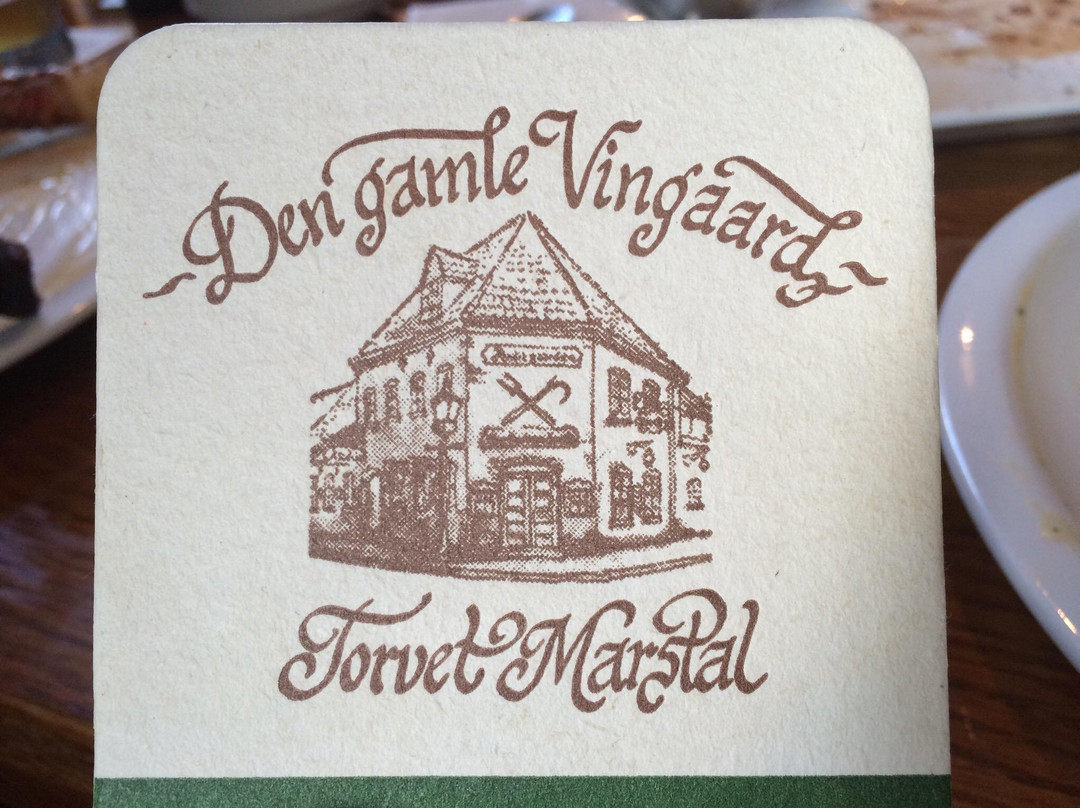 Den gamle Vingaard
Torvet Marstal